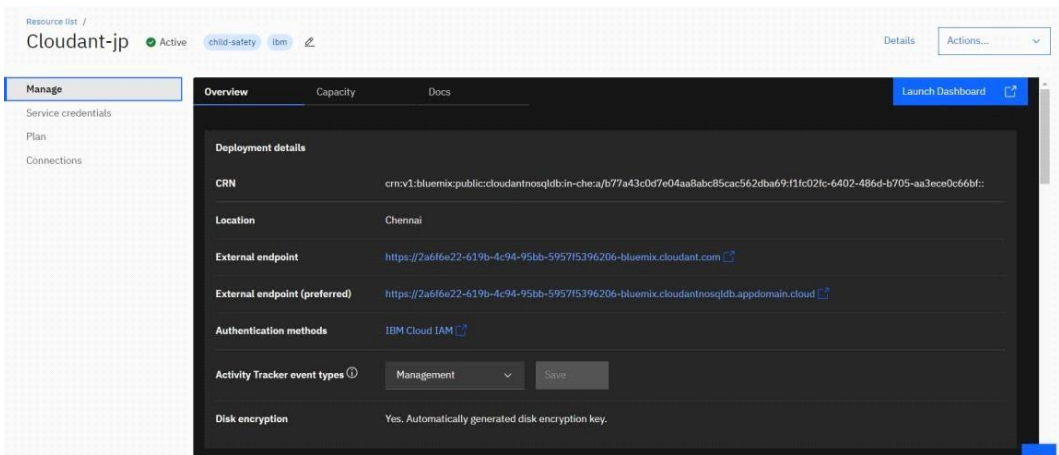 Resource list /
Cloudant-jp Active child-safety ibm Details Actions...
Manage
Service credentials
Plan
Connections
Overview Capacity Docs Launch Dashboard
Deployment details
CRN crn:v1:bluemix:public:cloudantnosqldb:in-che:a/b77a43c0d7e04aa8abc85cac562dba69:f1fc02fc-6402-486d-b705-aa3ece0c66bf::
Location Chennai
External endpoint https://2a6f6e22-619b-4c94-95bb-5957f5396206-bluemix.cloudant.com
External endpoint (preferred) https://2a6f6e22-619b-4c94-95bb-5957f5396206-bluemix.cloudantnosqldb.appdomain.cloud
Authentication methods IBM Cloud IAM
Activity Tracker event types Management Save
Disk encryption Yes. Automatically generated disk encryption key.